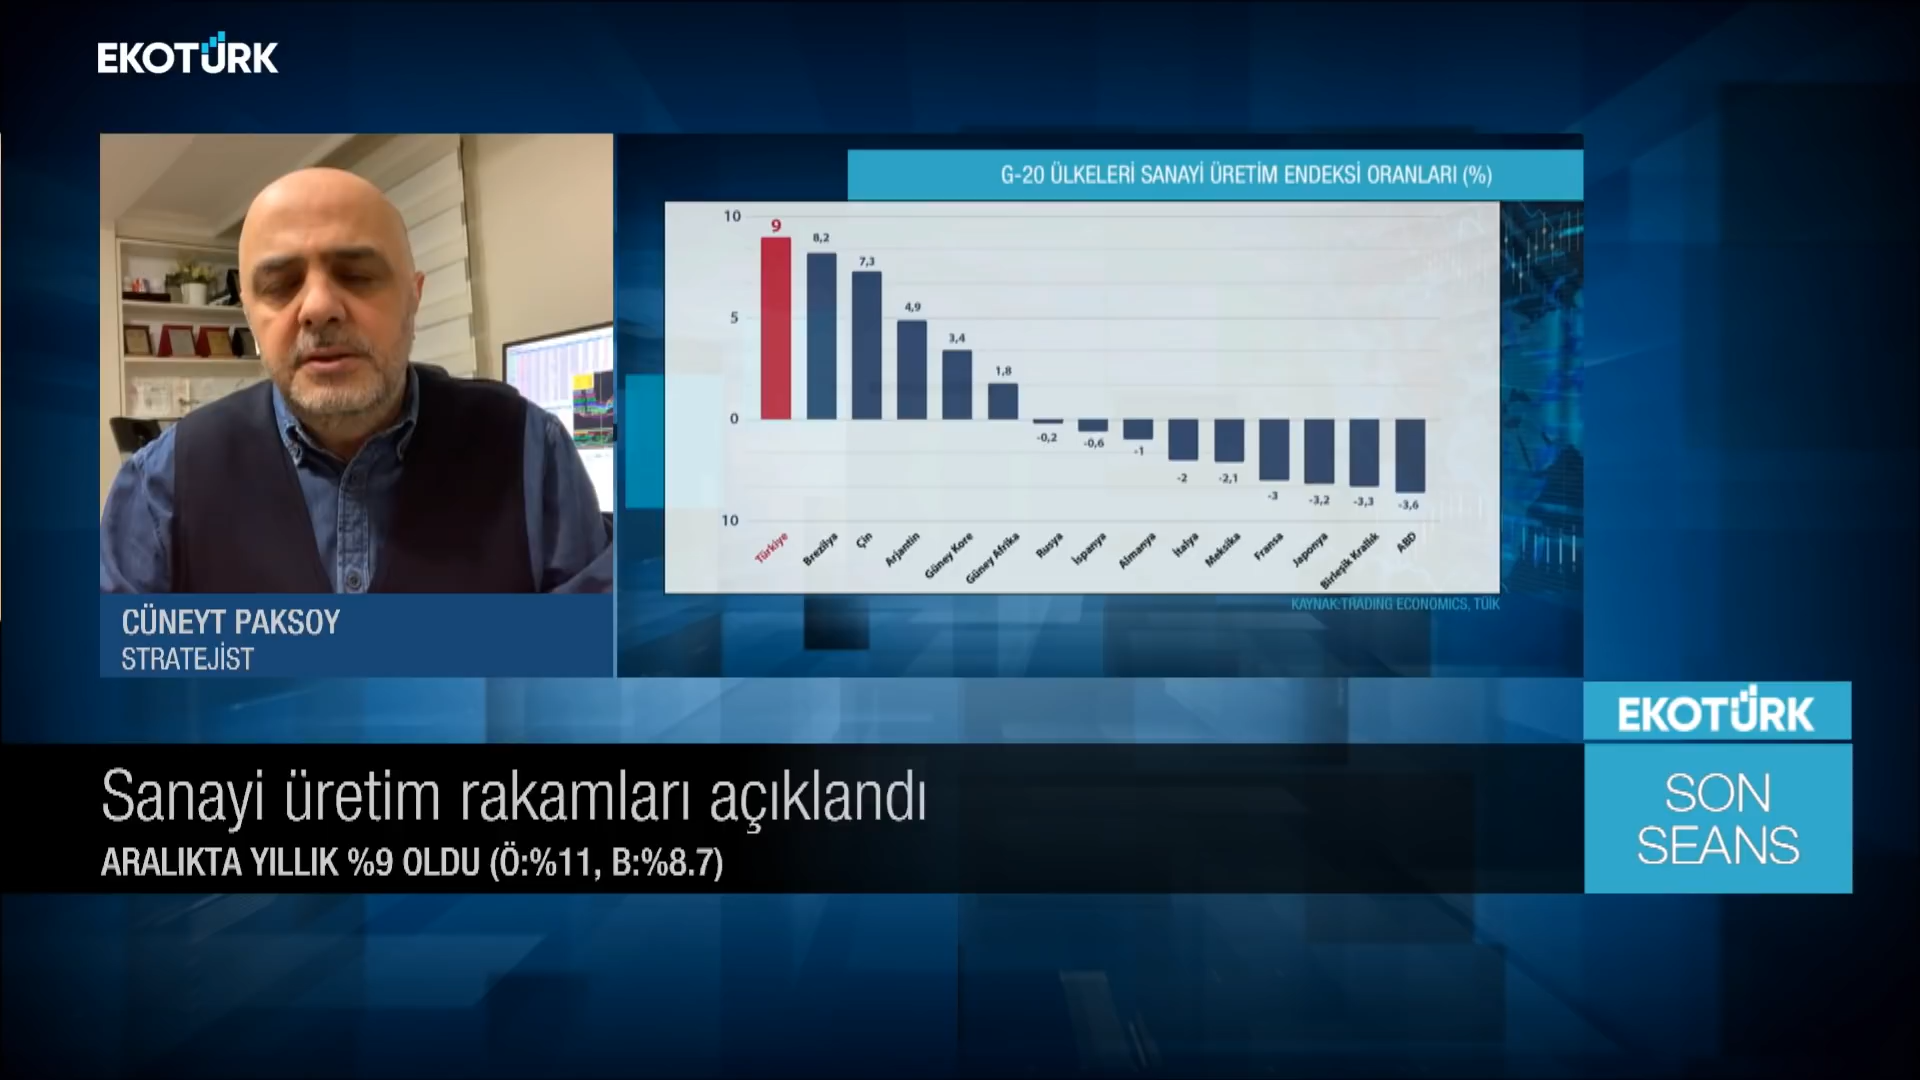 EKOTÜRK
G-20 ÜLKELERİ SANAYİ ÜRETİM ENDEKSİ ORANLARI (%)
10
5
0
10
9
8,2
7,3
4,9
3,4
1,8
-0,2
-0,6
-1
-2
-2,1
-3
-3,2
-3,3
-3,6
Türkiye
Brezilya
Çin
Arjantin
Güney Kore
Güney Afrika
Rusya
İspanya
Almanya
İtalya
Meksika
Fransa
Japonya
Birleşik Krallık
ABD
KAYNAK:TRADING ECONOMICS, TÜİK
CÜNEYT PAKSOY
STRATEJİST
EKOTÜRK
Sanayi üretim rakamları açıklandı
ARALIKTA YILLIK %9 OLDU (Ö:%11, B:%8.7)
SON
SEANS